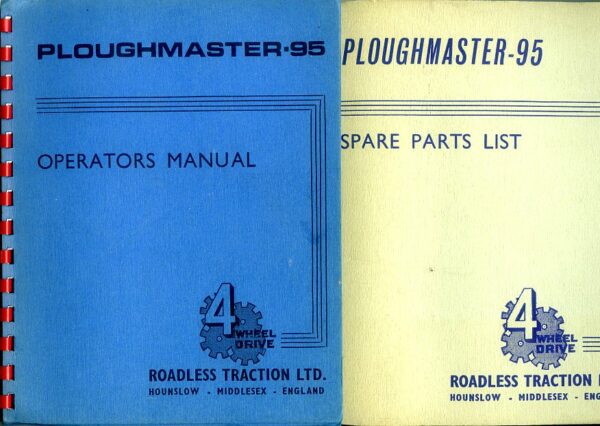 PLOUGHMASTER-95
OPERATORS MANUAL
4
WHEEL
DRIVE
ROADLESS TRACTION LTD.
HOUNSLOW - MIDDLESEX - ENGLAND
PLOUGHMASTER-95
SPARE PARTS LIST
4
WHEEL
DRIVE
ROADLESS TRACTION
HOUNSLOW - MIDDLESEX - ENGLAND